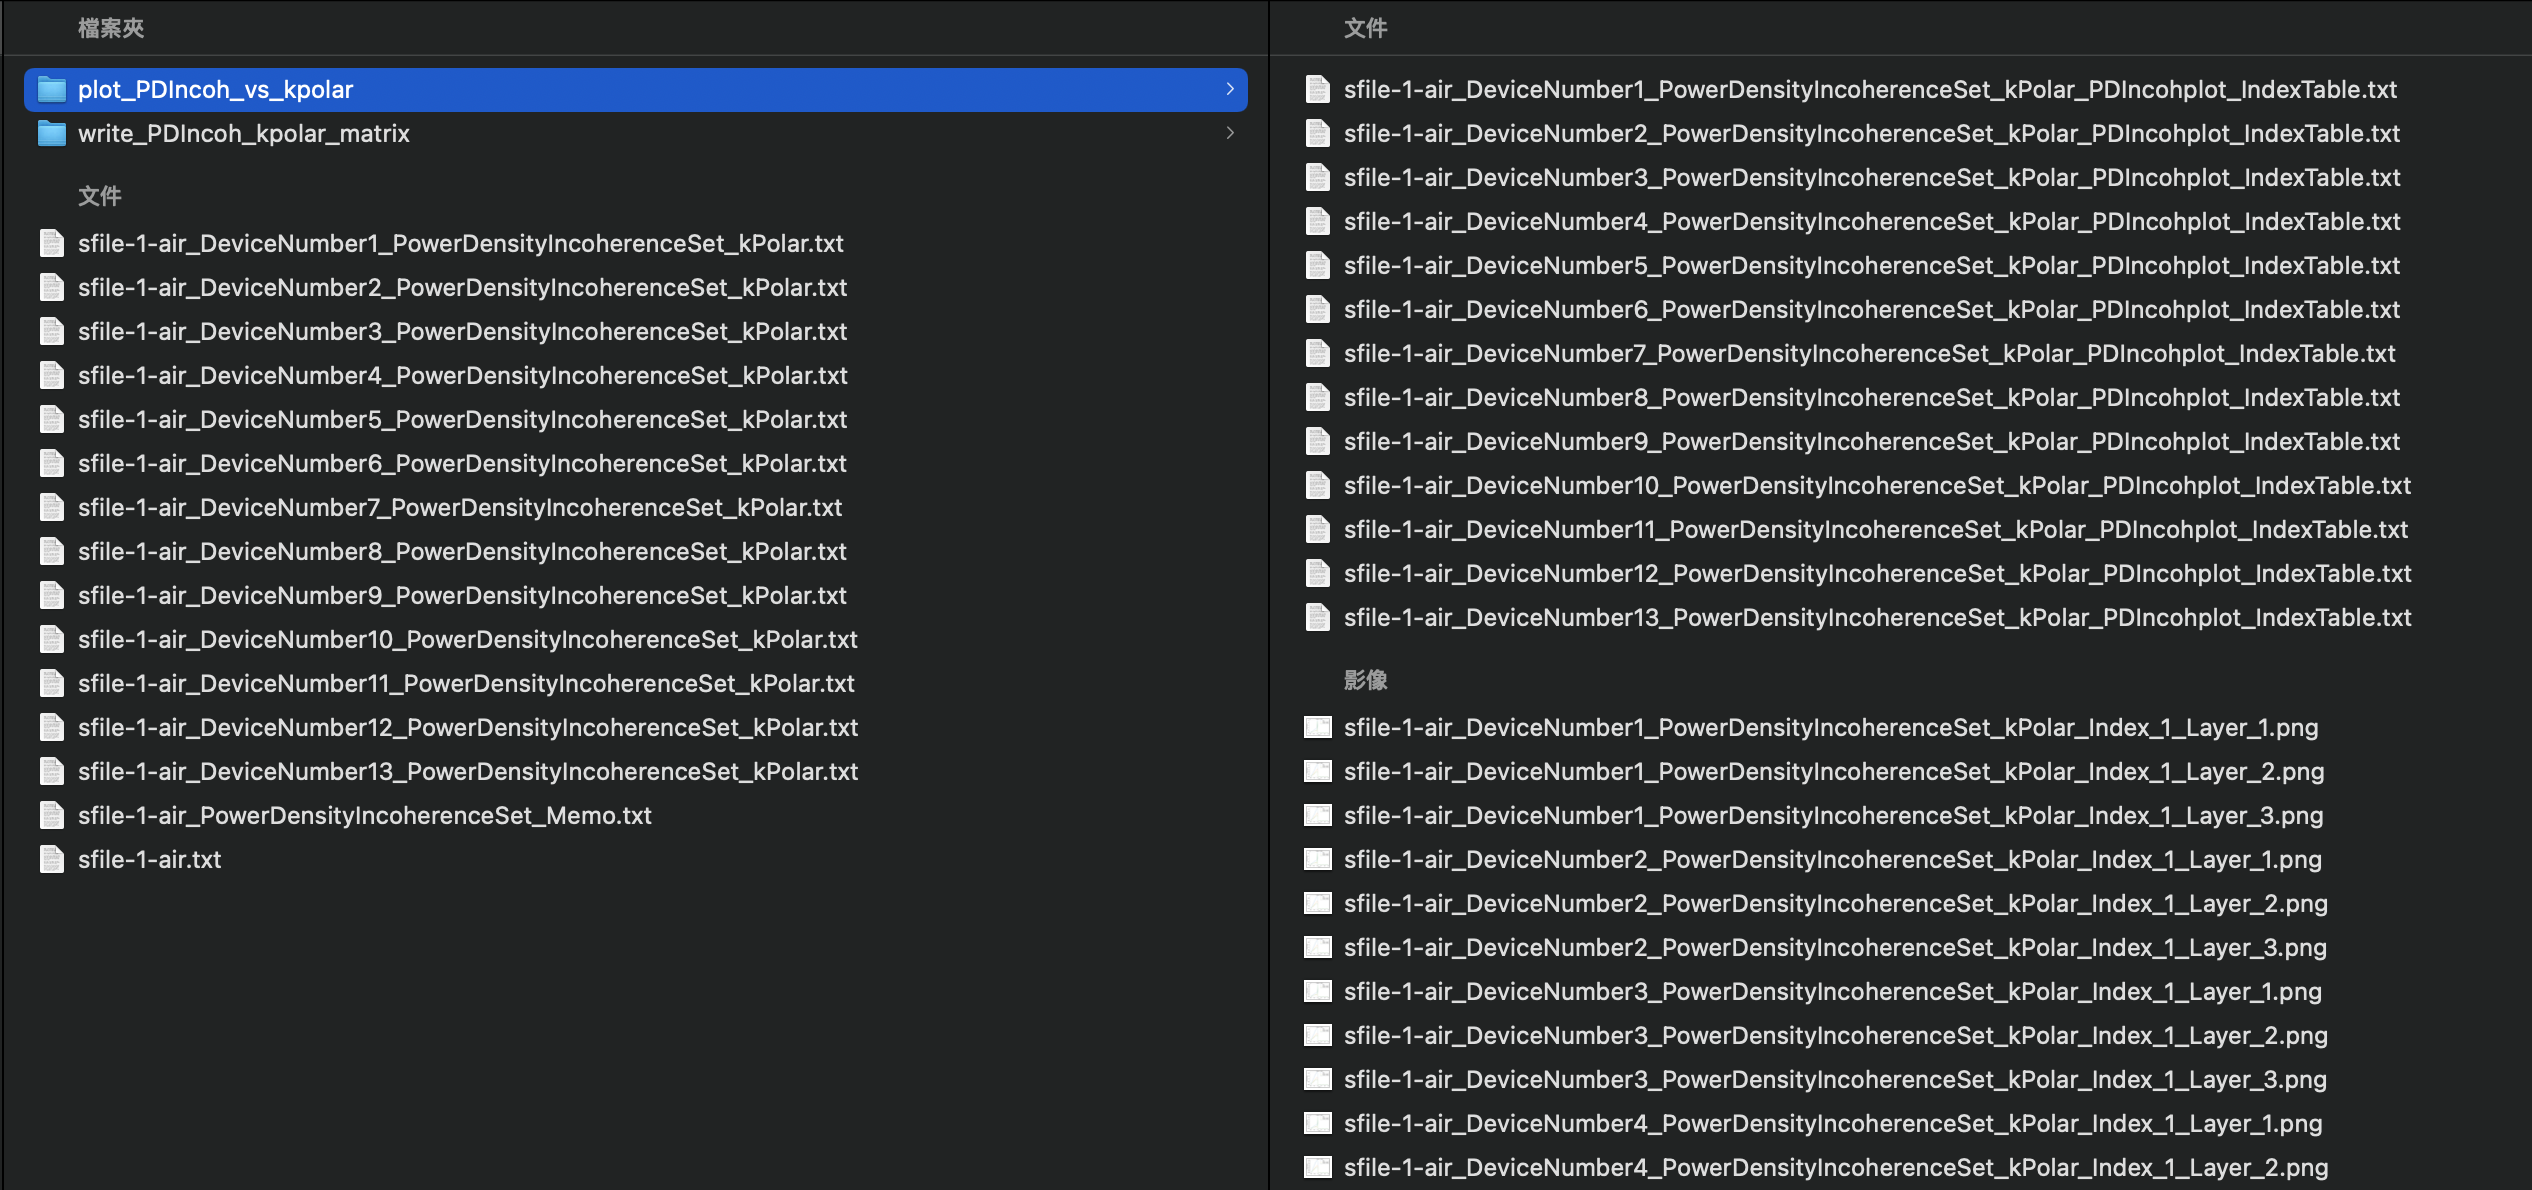 檔案夾
plot_PDIncoh_vs_kpolar
write_PDIncoh_kpolar_matrix
文件
sfile-1-air_DeviceNumber1_PowerDensityIncoherenceSet_kPolar.txt
sfile-1-air_DeviceNumber2_PowerDensityIncoherenceSet_kPolar.txt
sfile-1-air_DeviceNumber3_PowerDensityIncoherenceSet_kPolar.txt
sfile-1-air_DeviceNumber4_PowerDensityIncoherenceSet_kPolar.txt
sfile-1-air_DeviceNumber5_PowerDensityIncoherenceSet_kPolar.txt
sfile-1-air_DeviceNumber6_PowerDensityIncoherenceSet_kPolar.txt
sfile-1-air_DeviceNumber7_PowerDensityIncoherenceSet_kPolar.txt
sfile-1-air_DeviceNumber8_PowerDensityIncoherenceSet_kPolar.txt
sfile-1-air_DeviceNumber9_PowerDensityIncoherenceSet_kPolar.txt
sfile-1-air_DeviceNumber10_PowerDensityIncoherenceSet_kPolar.txt
sfile-1-air_DeviceNumber11_PowerDensityIncoherenceSet_kPolar.txt
sfile-1-air_DeviceNumber12_PowerDensityIncoherenceSet_kPolar.txt
sfile-1-air_DeviceNumber13_PowerDensityIncoherenceSet_kPolar.txt
sfile-1-air_PowerDensityIncoherenceSet_Memo.txt
sfile-1-air.txt
文件
sfile-1-air_DeviceNumber1_PowerDensityIncoherenceSet_kPolar_PDIncohplot_IndexTable.txt
sfile-1-air_DeviceNumber2_PowerDensityIncoherenceSet_kPolar_PDIncohplot_IndexTable.txt
sfile-1-air_DeviceNumber3_PowerDensityIncoherenceSet_kPolar_PDIncohplot_IndexTable.txt
sfile-1-air_DeviceNumber4_PowerDensityIncoherenceSet_kPolar_PDIncohplot_IndexTable.txt
sfile-1-air_DeviceNumber5_PowerDensityIncoherenceSet_kPolar_PDIncohplot_IndexTable.txt
sfile-1-air_DeviceNumber6_PowerDensityIncoherenceSet_kPolar_PDIncohplot_IndexTable.txt
sfile-1-air_DeviceNumber7_PowerDensityIncoherenceSet_kPolar_PDIncohplot_IndexTable.txt
sfile-1-air_DeviceNumber8_PowerDensityIncoherenceSet_kPolar_PDIncohplot_IndexTable.txt
sfile-1-air_DeviceNumber9_PowerDensityIncoherenceSet_kPolar_PDIncohplot_IndexTable.txt
sfile-1-air_DeviceNumber10_PowerDensityIncoherenceSet_kPolar_PDIncohplot_IndexTable.txt
sfile-1-air_DeviceNumber11_PowerDensityIncoherenceSet_kPolar_PDIncohplot_IndexTable.txt
sfile-1-air_DeviceNumber12_PowerDensityIncoherenceSet_kPolar_PDIncohplot_IndexTable.txt
sfile-1-air_DeviceNumber13_PowerDensityIncoherenceSet_kPolar_PDIncohplot_IndexTable.txt
影像
sfile-1-air_DeviceNumber1_PowerDensityIncoherenceSet_kPolar_Index_1_Layer_1.png
sfile-1-air_DeviceNumber1_PowerDensityIncoherenceSet_kPolar_Index_1_Layer_2.png
sfile-1-air_DeviceNumber1_PowerDensityIncoherenceSet_kPolar_Index_1_Layer_3.png
sfile-1-air_DeviceNumber2_PowerDensityIncoherenceSet_kPolar_Index_1_Layer_1.png
sfile-1-air_DeviceNumber2_PowerDensityIncoherenceSet_kPolar_Index_1_Layer_2.png
sfile-1-air_DeviceNumber2_PowerDensityIncoherenceSet_kPolar_Index_1_Layer_3.png
sfile-1-air_DeviceNumber3_PowerDensityIncoherenceSet_kPolar_Index_1_Layer_1.png
sfile-1-air_DeviceNumber3_PowerDensityIncoherenceSet_kPolar_Index_1_Layer_2.png
sfile-1-air_DeviceNumber3_PowerDensityIncoherenceSet_kPolar_Index_1_Layer_3.png
sfile-1-air_DeviceNumber4_PowerDensityIncoherenceSet_kPolar_Index_1_Layer_1.png
sfile-1-air_DeviceNumber4_PowerDensityIncoherenceSet_kPolar_Index_1_Layer_2.png